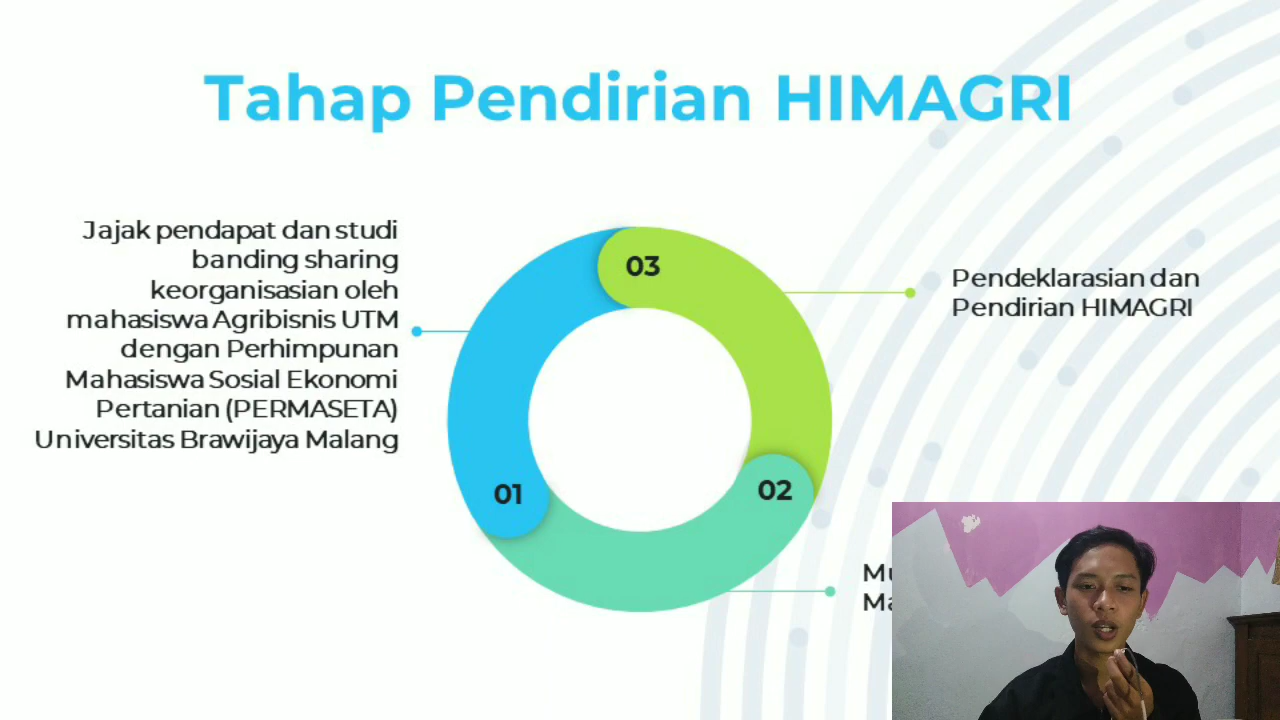 Tahap Pendirian HIMAGRI
Jajak pendapat dan studi
banding sharing
keorganisasian oleh
mahasiswa Agribisnis UTM
dengan Perhimpunan
Mahasiswa Sosial Ekonomi
Pertanian (PERMASETA)
Universitas Brawijaya Malang
03
01
02
Pendeklarasian dan
Pendirian HIMAGRI